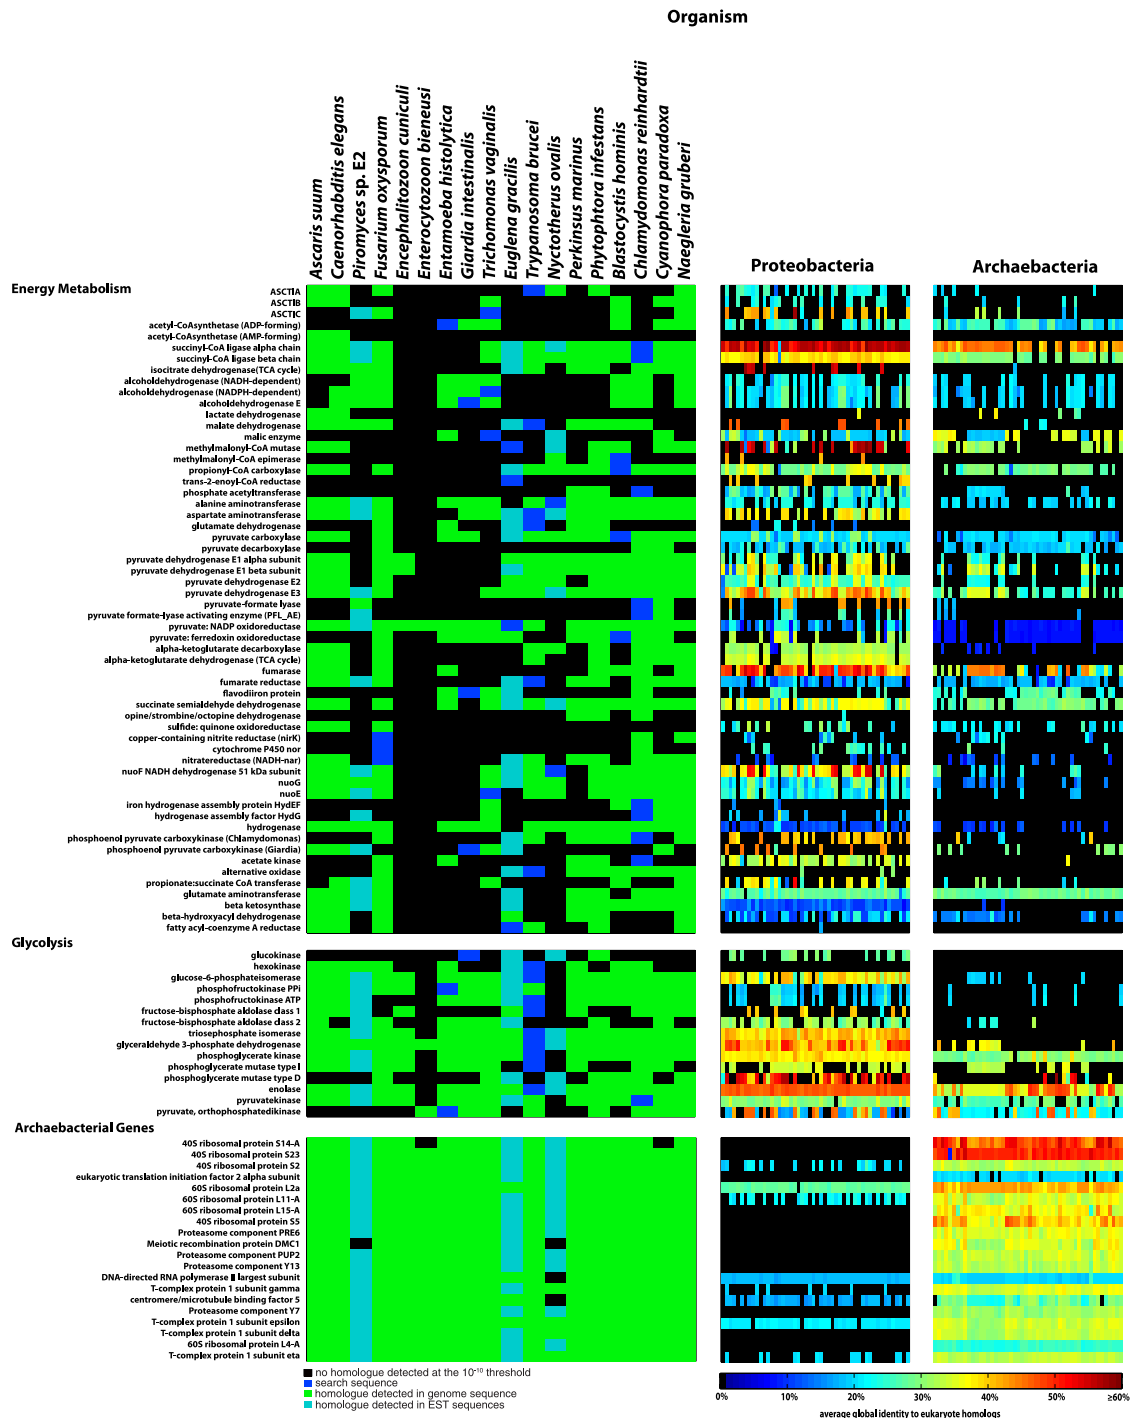 Organism
Ascaris suum
Caenorhabditis elegans
Piromyces sp. E2
Fusarium oxysporum
Encephalitozoon cuniculi
Enterocytozoon bieneusi
Entamoeba histolytica
Giardia intestinalis
Trichomonas vaginalis
Euglena gracilis
Trypanosoma brucei
Nyctotherus ovalis
Perkinsus marinus
Phytophtora infestans
Blastocystis hominis
Chlamydomonas reinhardtii
Cyanophora paradoxa
Naegleria gruberi
Proteobacteria
Archaebacteria
Energy Metabolism
ASCT1A
ASCT1B
ASCT1C
acetyl-CoAsynthetase (ADP-forming)
acetyl-CoAsynthetase (AMP-forming)
succinyl-CoA ligase alpha chain
succinyl-CoA ligase beta chain
isocitrate dehydrogenase(TCA cycle)
alcoholdehydrogenase (NADH-dependent)
alcoholdehydrogenase (NADPH-dependent)
alcoholdehydrogenase E
lactate dehydrogenase
malate dehydrogenase
malic enzyme
methylmalonyl-CoA mutase
methylmalonyl-CoA epimerase
propionyl-CoA carboxylase
trans-2-enoyl-CoA reductase
phosphate acetyltransferase
alanine aminotransferase
aspartate aminotransferase
glutamate dehydrogenase
pyruvate carboxylase
pyruvate decarboxylase
pyruvate dehydrogenase E1 alpha subunit
pyruvate dehydrogenase E1 beta subunit
pyruvate dehydrogenase E2
pyruvate dehydrogenase E3
pyruvate-formate lyase
pyruvate formate-lyase activating enzyme (PFL_AE)
pyruvate: NADP oxidoreductase
pyruvate: ferredoxin oxidoreductase
alpha-ketoglutarate decarboxylase
alpha-ketoglutarate dehydrogenase (TCA cycle)
fumarase
fumarate reductase
flavodiiron protein
succinate semialdehyde dehydrogenase
opine/strombine/octopine dehydrogenase
sulfide: quinone oxidoreductase
copper-containing nitrite reductase (nirK)
cytochrome P450 nor
nitratereductase (NADH-nar)
nuoF NADH dehydrogenase 51 kDa subunit
nuoG
nuoE
iron hydrogenase assembly protein HydEF
hydrogenase assembly factor HydG
hydrogenase
phosphoenol pyruvate carboxykinase (Chlamydomonas)
phosphoenol pyruvate carboxykinase (Giardia)
acetate kinase
alternative oxidase
propionate:succinate CoA transferase
glutamate aminotransferase
beta ketosynthase
beta-hydroxyacyl dehydrogenase
fatty acyl-coenzyme A reductase
Glycolysis
glucokinase
hexokinase
glucose-6-phosphateisomerase
phosphofructokinase PPi
phosphofructokinase ATP
fructose-bisphosphate aldolase class 1
fructose-bisphosphate aldolase class 2
triosephosphate isomerase
glyceraldehyde 3-phosphate dehydrogenase
phosphoglycerate kinase
phosphoglycerate mutase type I
phosphoglycerate mutase type D
enolase
pyruvatekinase
pyruvate, orthophosphatedikinase
Archaebacterial Genes
40S ribosomal protein S14-A
40S ribosomal protein S23
40S ribosomal protein S2
eukaryotic translation initiation factor 2 alpha subunit
60S ribosomal protein L2a
60S ribosomal protein L11-A
60S ribosomal protein L15-A
40S ribosomal protein S5
Proteasome component PRE6
Meiotic recombination protein DMC1
Proteasome component PUP2
Proteasome component Y13
DNA-directed RNA polymerase II largest subunit
T-complex protein 1 subunit gamma
centromere/microtubule binding factor 5
Proteasome component Y7
T-complex protein 1 subunit epsilon
T-complex protein 1 subunit delta
60S ribosomal protein L4-A
T-complex protein 1 subunit eta
no homologue detected at the 10⁻¹⁰ threshold
search sequence
homologue detected in genome sequence
homologue detected in EST sequences
0% 10% 20% 30% 40% 50% ≥60%
average global identity to eukaryote homologs